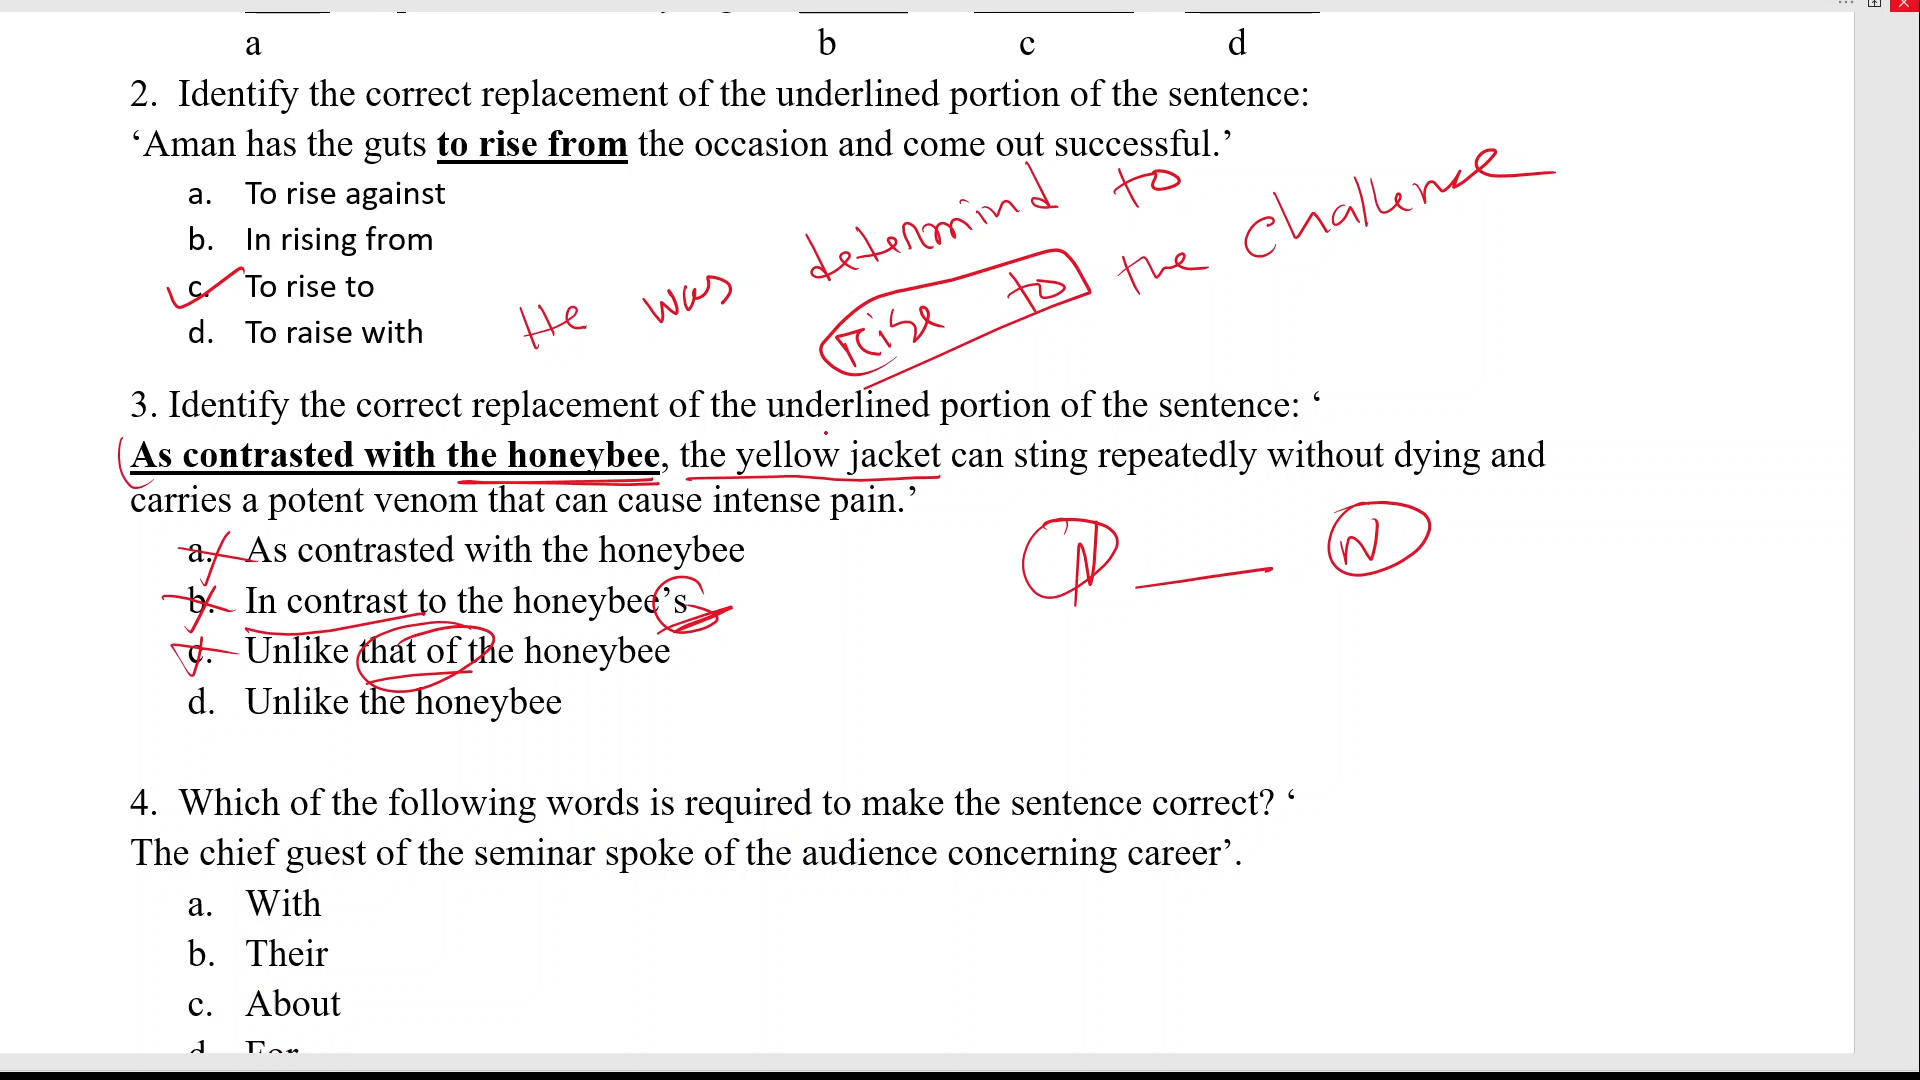 a b c d
2. Identify the correct replacement of the underlined portion of the sentence:
‘Aman has the guts to rise from the occasion and come out successful.’
a. To rise against
b. In rising from
c. To rise to
d. To raise with
He was determind to
rise to the challenge
3. Identify the correct replacement of the underlined portion of the sentence: ‘
As contrasted with the honeybee, the yellow jacket can sting repeatedly without dying and
carries a potent venom that can cause intense pain.’
a. As contrasted with the honeybee
b. In contrast to the honeybee’s
c. Unlike that of the honeybee
d. Unlike the honeybee
N N
4. Which of the following words is required to make the sentence correct? ‘
The chief guest of the seminar spoke of the audience concerning career’.
a. With
b. Their
c. About
d. For